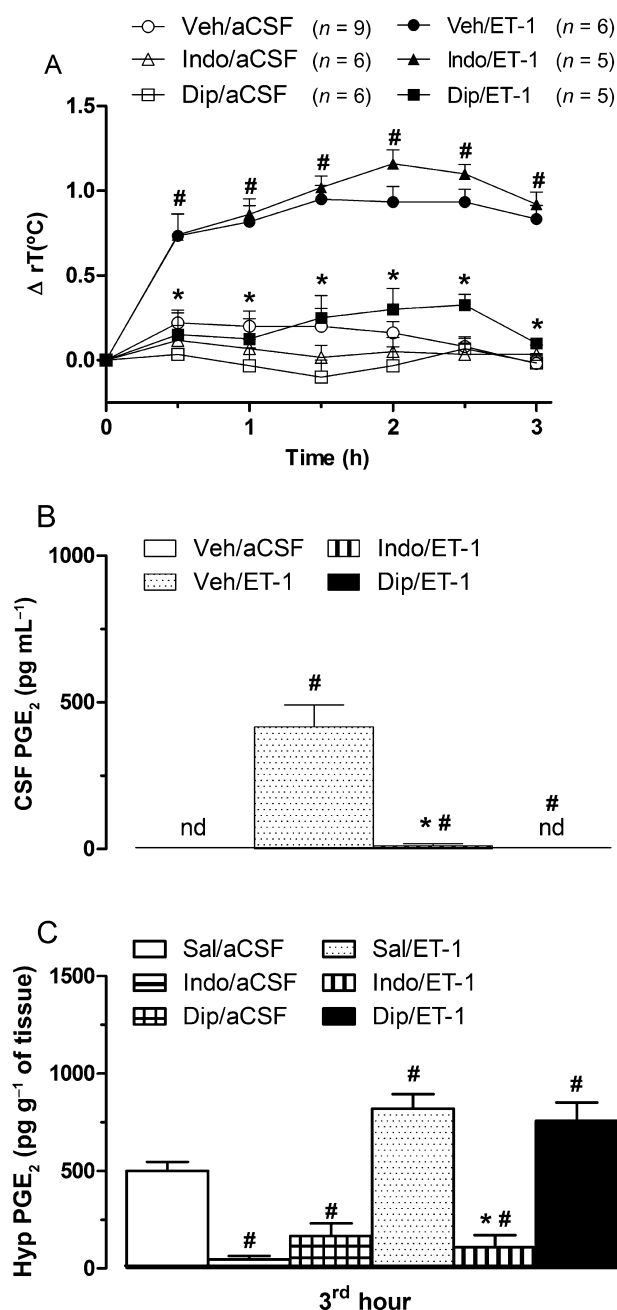 Veh/aCSF (n = 9) Veh/ET-1 (n = 6)
A Indo/aCSF (n = 6) Indo/ET-1 (n = 5)
Dip/aCSF (n = 6) Dip/ET-1 (n = 5)
1.5
1.0
0.5
0.0
Δ rT(ºC)
# # # # # #
* * * * * *
0 1 2 3
Time (h)
B
Veh/aCSF Indo/ET-1
Veh/ET-1 Dip/ET-1
1000
500
0
CSF PGE₂ (pg mL⁻¹)
#
* #
#
nd nd
C
Sal/aCSF Sal/ET-1
Indo/aCSF Indo/ET-1
Dip/aCSF Dip/ET-1
1500
1000
500
0
Hyp PGE₂ (pg g⁻¹ of tissue)
# # # * # #
3rd hour